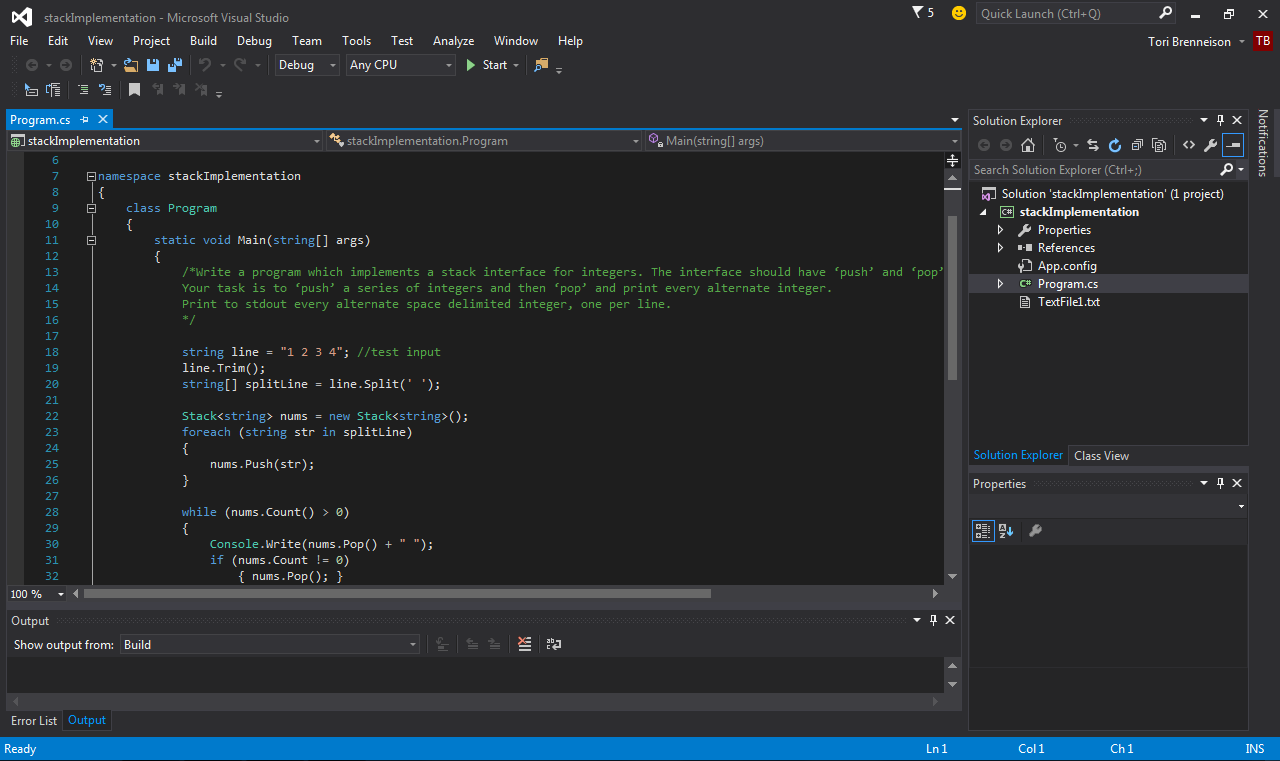 stackImplementation - Microsoft Visual Studio
5
Quick Launch (Ctrl+Q)
File Edit View Project Build Debug Team Tools Test Analyze Window Help
Tori Brenneison TB
Debug Any CPU Start
Program.cs
stackImplementation stackImplementation.Program Main(string[] args)
6
7 namespace stackImplementation
8 {
9 class Program
10 {
11 static void Main(string[] args)
12 {
13 /*Write a program which implements a stack interface for integers. The interface should have ‘push’ and ‘pop’
14 Your task is to ‘push’ a series of integers and then ‘pop’ and print every alternate integer.
15 Print to stdout every alternate space delimited integer, one per line.
16 */
17
18 string line = "1 2 3 4"; //test input
19 line.Trim();
20 string[] splitLine = line.Split(' ');
21
22 Stack<string> nums = new Stack<string>();
23 foreach (string str in splitLine)
24 {
25 nums.Push(str);
26 }
27
28 while (nums.Count() > 0)
29 {
30 Console.Write(nums.Pop() + " ");
31 if (nums.Count != 0)
32 { nums.Pop(); }
100 %
Output
Show output from: Build
Error List Output
Solution Explorer
Search Solution Explorer (Ctrl+;)
Solution 'stackImplementation' (1 project)
C# stackImplementation
Properties
References
App.config
C# Program.cs
TextFile1.txt
Solution Explorer Class View
Properties
Notifications
Ready Ln 1 Col 1 Ch 1 INS